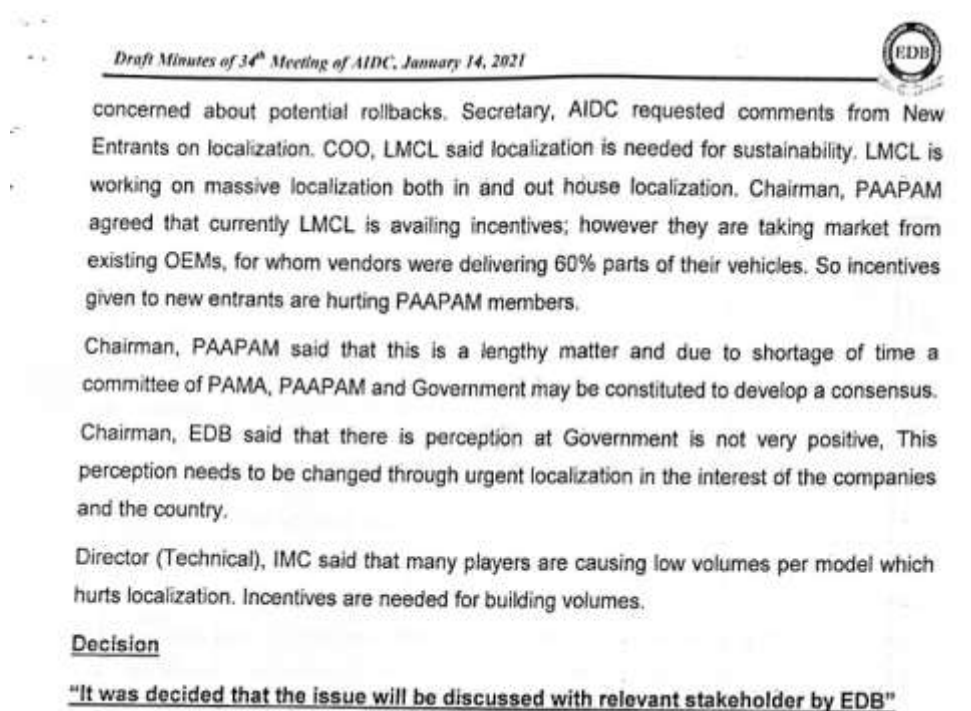 Draft Minutes of 34th Meeting of AIDC, January 14, 2021
EDB
concerned about potential rollbacks. Secretary, AIDC requested comments from New
Entrants on localization. COO, LMCL said localization is needed for sustainability. LMCL is
working on massive localization both in and out house localization. Chairman, PAAPAM
agreed that currently LMCL is availing incentives; however they are taking market from
existing OEMs, for whom vendors were delivering 60% parts of their vehicles. So incentives
given to new entrants are hurting PAAPAM members.
Chairman, PAAPAM said that this is a lengthy matter and due to shortage of time a
committee of PAMA, PAAPAM and Government may be constituted to develop a consensus.
Chairman, EDB said that there is perception at Government is not very positive, This
perception needs to be changed through urgent localization in the interest of the companies
and the country.
Director (Technical), IMC said that many players are causing low volumes per model which
hurts localization. Incentives are needed for building volumes.
Decision
"It was decided that the issue will be discussed with relevant stakeholder by EDB"